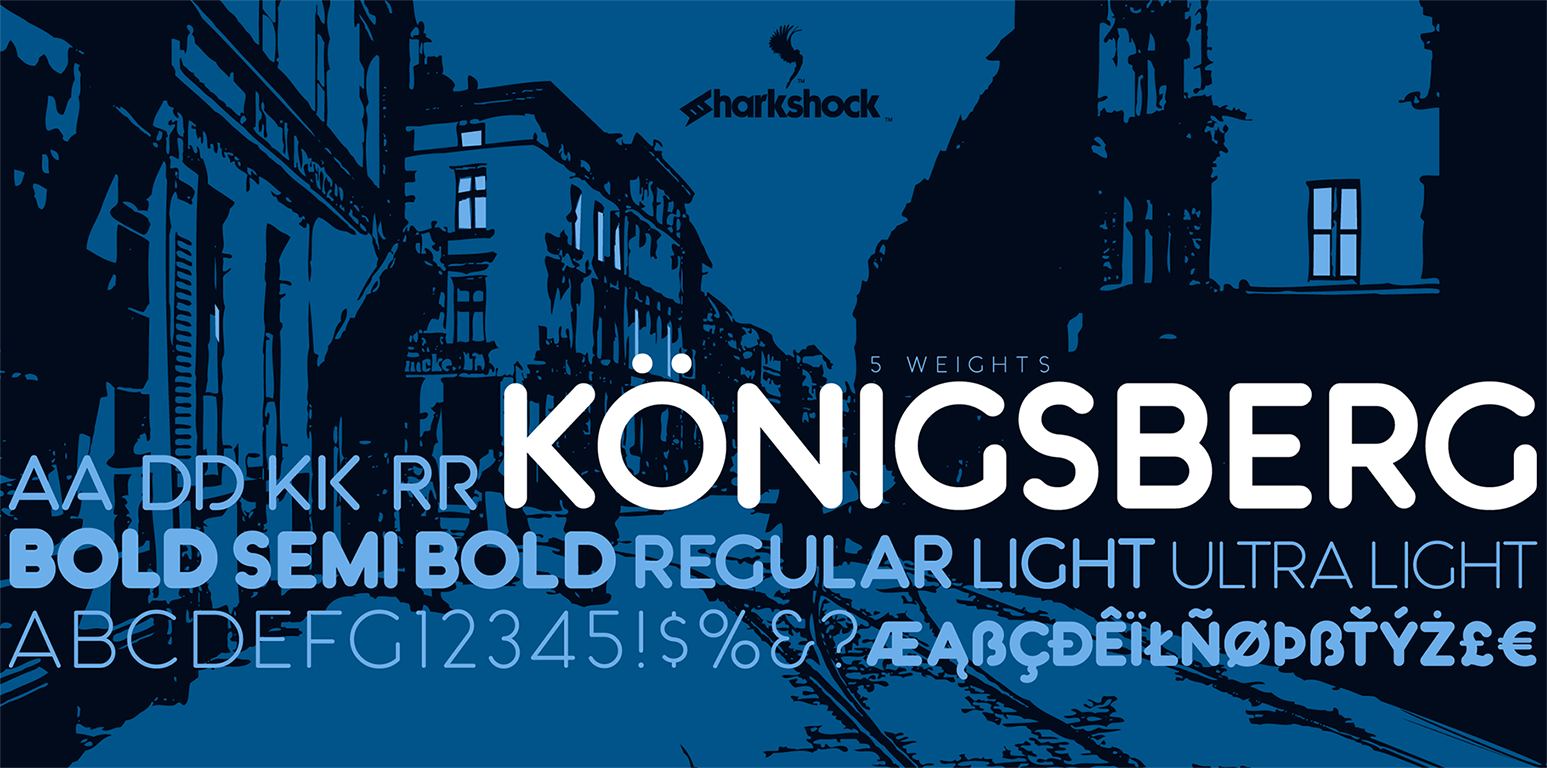 Sharkshock
5 WEIGHTS
KÖNIGSBERG
AA DD KK RR
BOLD SEMI BOLD REGULAR LIGHT ULTRA LIGHT
ABCDEFG12345!$%&? ÆĄßÇĐÊÏŁÑØÞßŤÝŻ£€